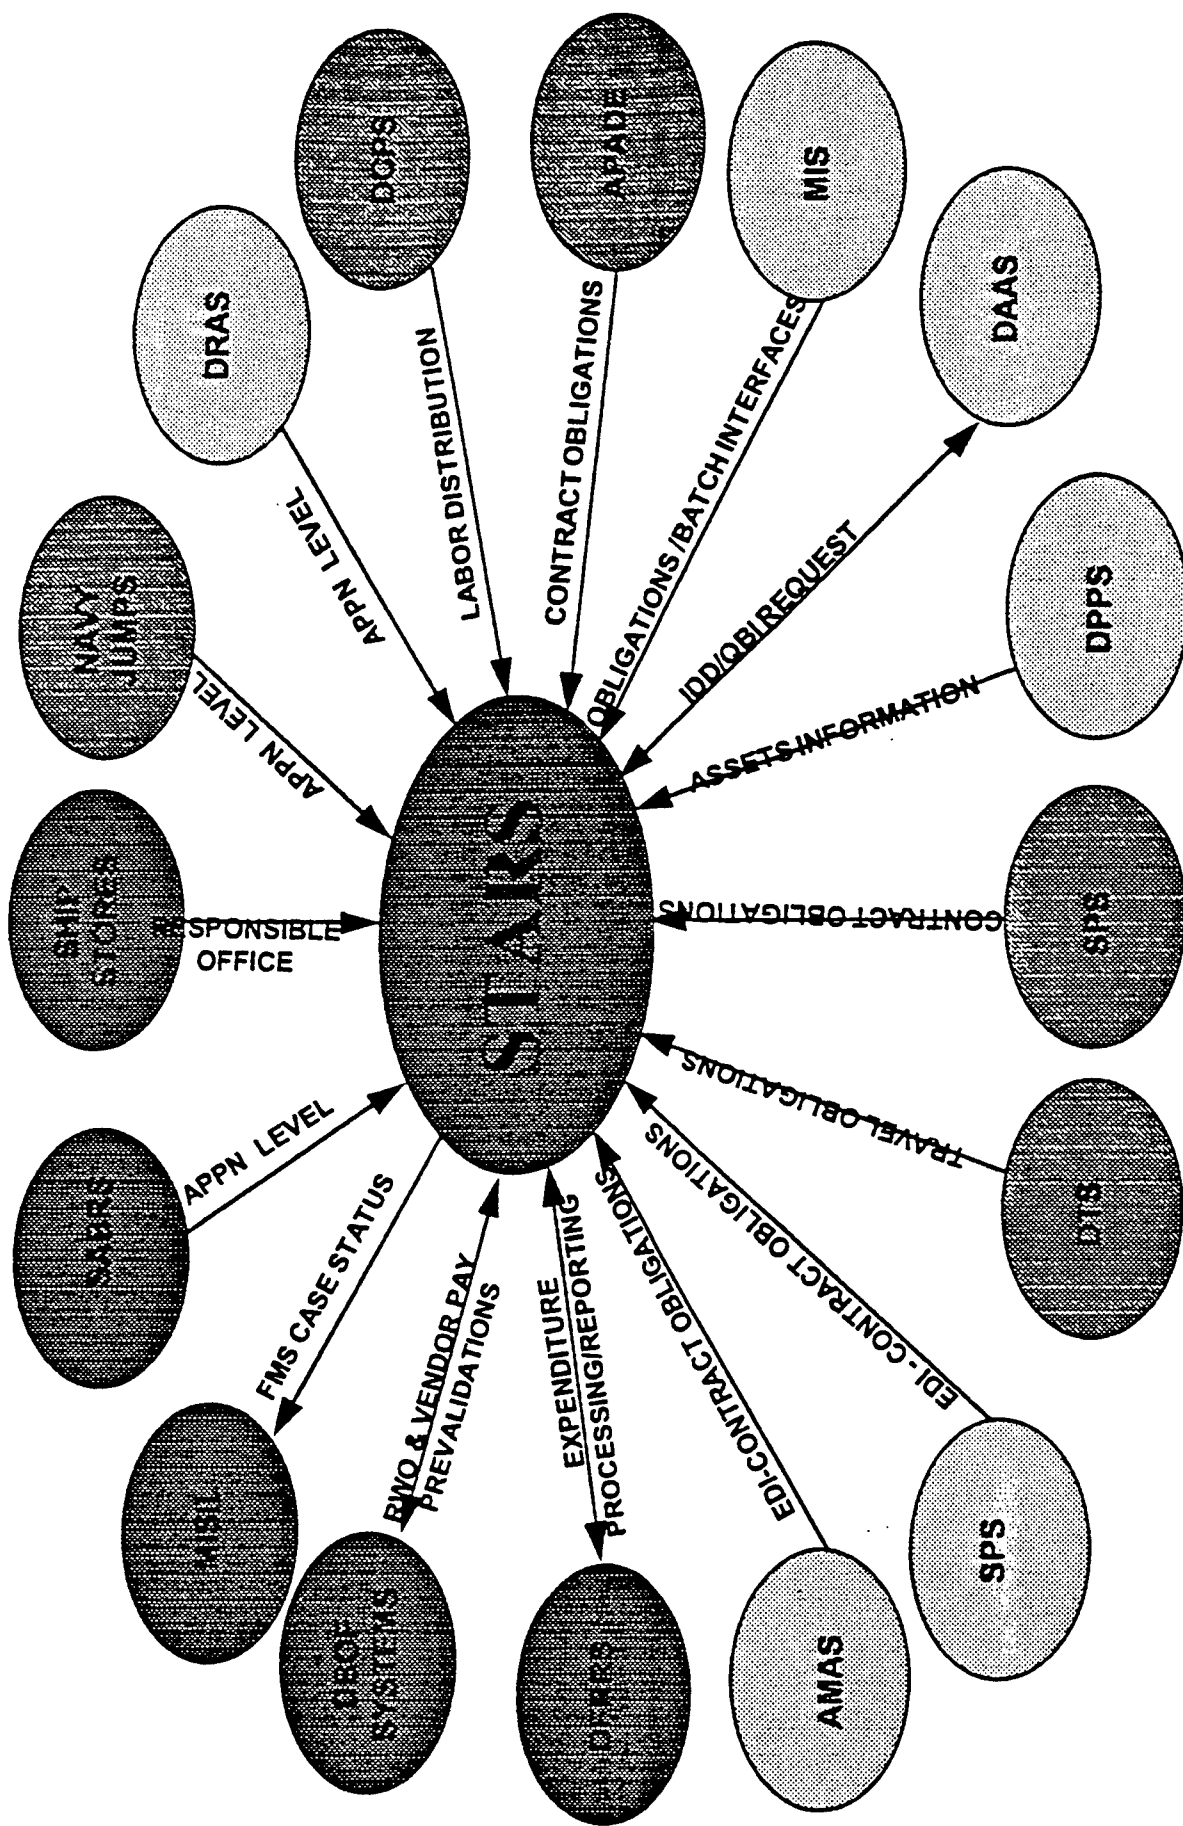 SABRS
SHIP
STORES
NAVY
JUMPS
DRAS
APPN LEVEL
RESPONSIBLE
OFFICE
APPN LEVEL
APPN LEVEL
MISIL
FMS CASE STATUS
DBOF
SYSTEMS
RWO & VENDOR PAY
PREVALIDATIONS
LABOR DISTRIBUTION
DCPS
STARS
EXPENDITURE
PROCESSING/REPORTING
CONTRACT OBLIGATIONS
APADE
EDI-CONTRACT OBLIGATIONS
AMAS
OBLIGATIONS/BATCH INTERFACES
MIS
EDI - CONTRACT OBLIGATIONS
SPS
IDD/QBI REQUEST
DAAS
TRAVEL OBLIGATIONS
CONTRACT OBLIGATIONS
ASSETS INFORMATION
DTS
SPS
DPPS